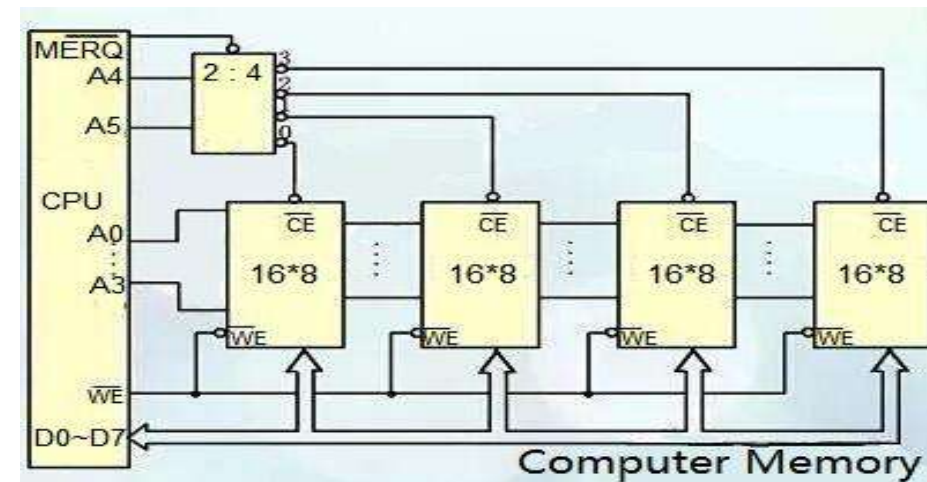 MERQ
A4
A5
CPU
A0
A3
WE
D0~D7
2 : 4
3
2
1
0
CE
16*8
WE
CE
16*8
WE
CE
16*8
WE
CE
16*8
WE
Computer Memory